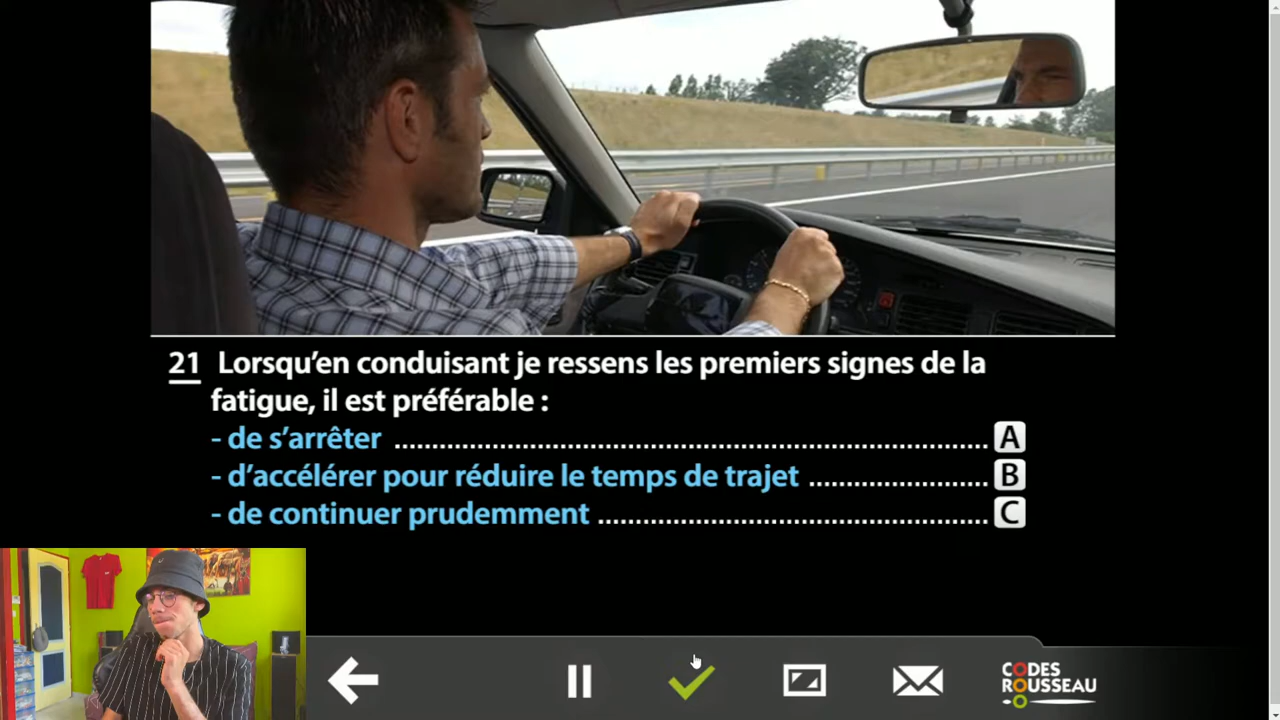 21 Lorsqu'en conduisant je ressens les premiers signes de la
fatigue, il est préférable :
- de s'arrêter ........................................................................... A
- d'accélérer pour réduire le temps de trajet ....................... B
- de continuer prudemment .................................................. C
CODES
ROUSSEAU